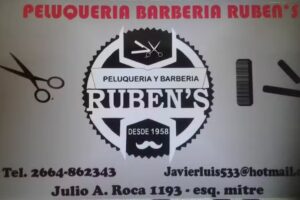 PELUQUERIA BARBERIA RUBEN*S
PELUQUERIA Y BARBERIA
RUBEN'S
DESDE 1958
Tel. 2664-862343
Javierluis533@hotmail.c
Julio A. Roca 1193 - esq. mitre